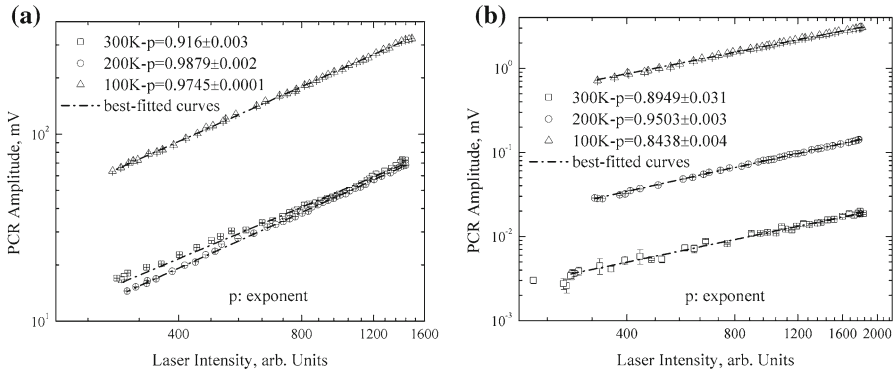 (a)
300K-p=0.916±0.003
200K-p=0.9879±0.002
100K-p=0.9745±0.0001
best-fitted curves
PCR Amplitude, mV
10²
10¹
p: exponent
400 800 1200 1600
Laser Intensity, arb. Units
(b)
10⁰
300K-p=0.8949±0.031
200K-p=0.9503±0.003
100K-p=0.8438±0.004
best-fitted curves
PCR Amplitude, mV
10⁻¹
10⁻²
10⁻³
p: exponent
400 800 1200 1600 2000
Laser Intensity, arb. Units